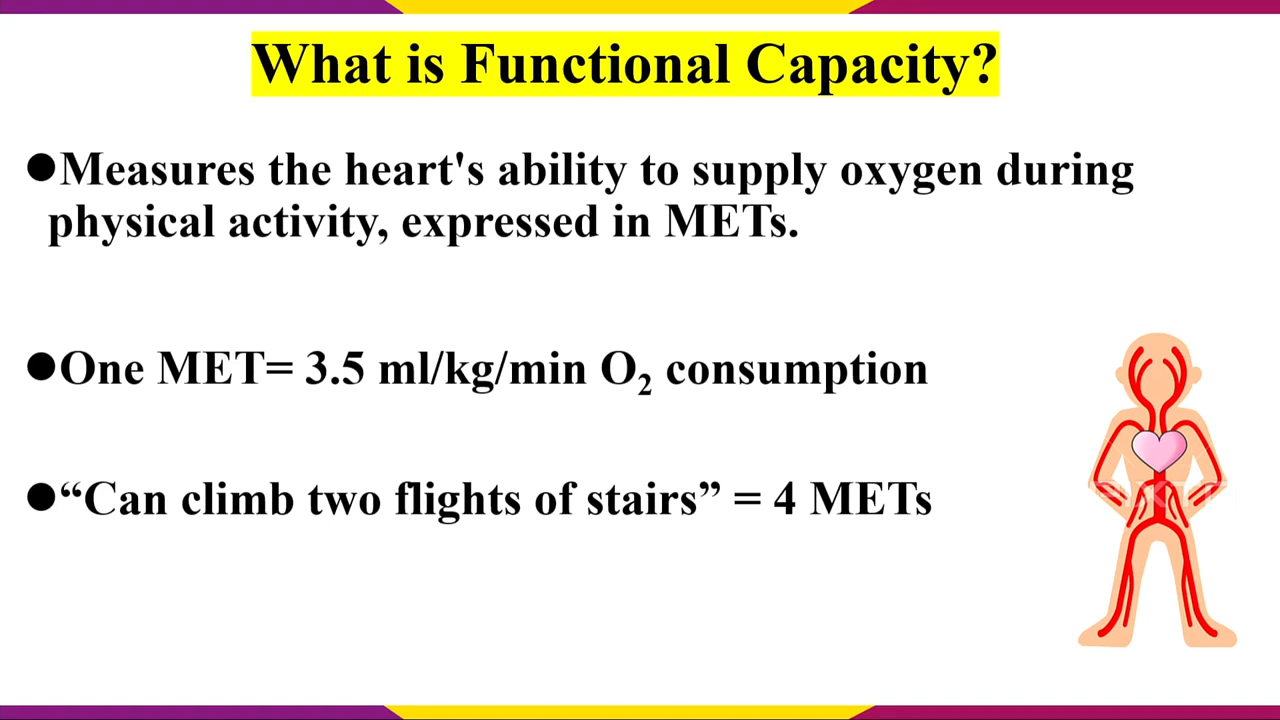 What is Functional Capacity?
●Measures the heart's ability to supply oxygen during
physical activity, expressed in METs.
●One MET= 3.5 ml/kg/min O₂ consumption
●“Can climb two flights of stairs” = 4 METs